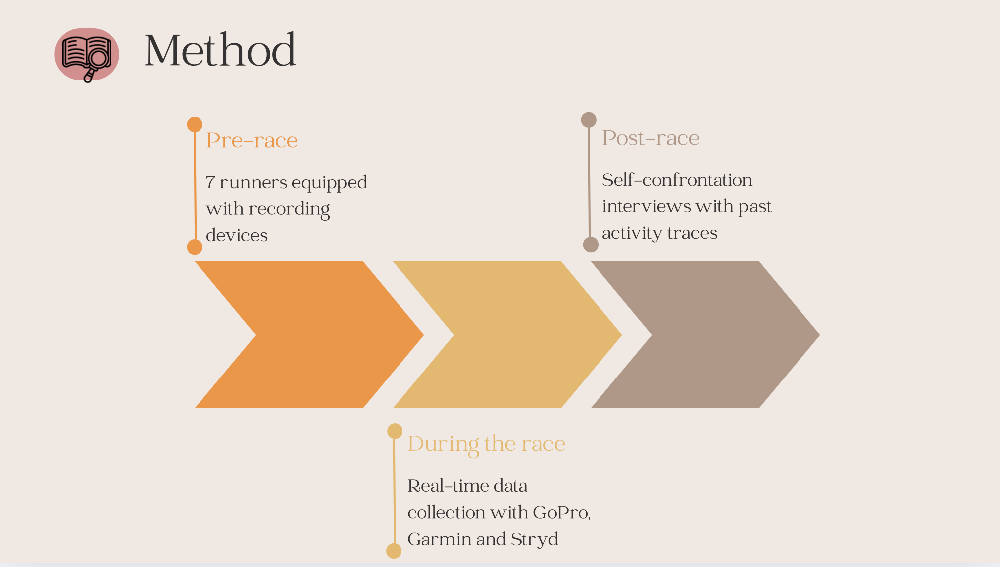 Method
Pre-race
7 runners equipped
with recording
devices
Post-race
Self-confrontation
interviews with past
activity traces
During the race
Real-time data
collection with GoPro,
Garmin and Stryd